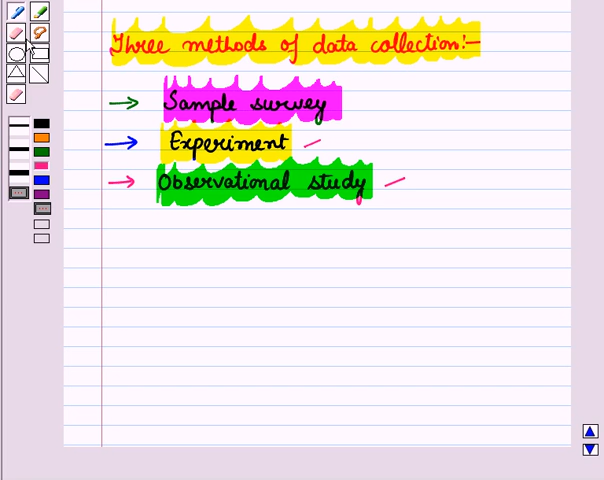 Three methods of data collection:-
→ Sample survey
→ Experiment
→ Observational study